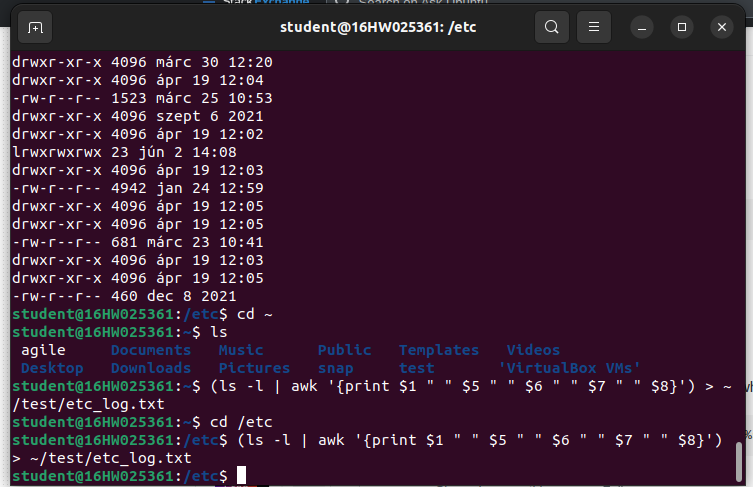 Stack Exchange
Search on Ask Ubuntu
student@16HW025361: /etc
drwxr-xr-x 4096 márc 30 12:20
drwxr-xr-x 4096 ápr 19 12:04
-rw-r--r-- 1523 márc 25 10:53
drwxr-xr-x 4096 szept 6 2021
drwxr-xr-x 4096 ápr 19 12:02
lrwxrwxrwx 23 jún 2 14:08
drwxr-xr-x 4096 ápr 19 12:03
-rw-r--r-- 4942 jan 24 12:59
drwxr-xr-x 4096 ápr 19 12:05
drwxr-xr-x 4096 ápr 19 12:05
-rw-r--r-- 681 márc 23 10:41
drwxr-xr-x 4096 ápr 19 12:03
drwxr-xr-x 4096 ápr 19 12:05
-rw-r--r-- 460 dec 8 2021
student@16HW025361:/etc$ cd ~
student@16HW025361:~$ ls
agile Documents Music Public Templates Videos
Desktop Downloads Pictures snap test 'VirtualBox VMs'
student@16HW025361:~$ (ls -l | awk '{print $1 " " $5 " " $6 " " $7 " " $8}') > ~
/test/etc_log.txt
student@16HW025361:~$ cd /etc
student@16HW025361:/etc$ (ls -l | awk '{print $1 " " $5 " " $6 " " $7 " " $8}')
> ~/test/etc_log.txt
student@16HW025361:/etc$